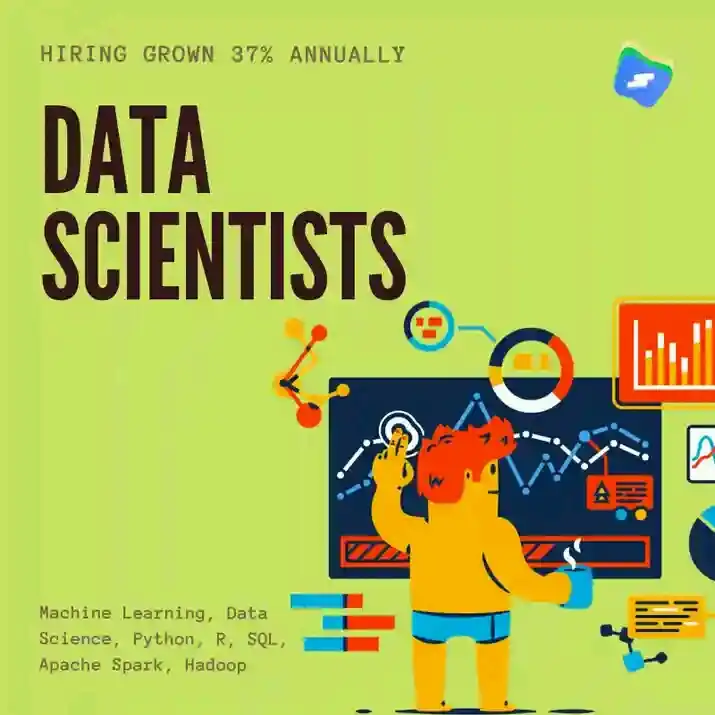 HIRING GROWN 37% ANNUALLY
DATA
SCIENTISTS
Machine Learning, Data
Science, Python, R, SQL,
Apache Spark, Hadoop